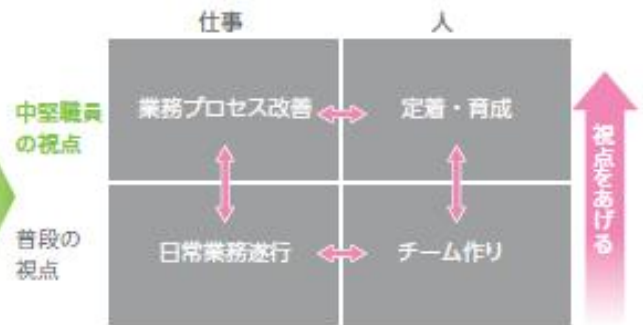 仕事
人
中堅職員
の視点
業務プロセス改善
定着・育成
普段の
視点
日常業務遂行
チーム作り
視点をあげる